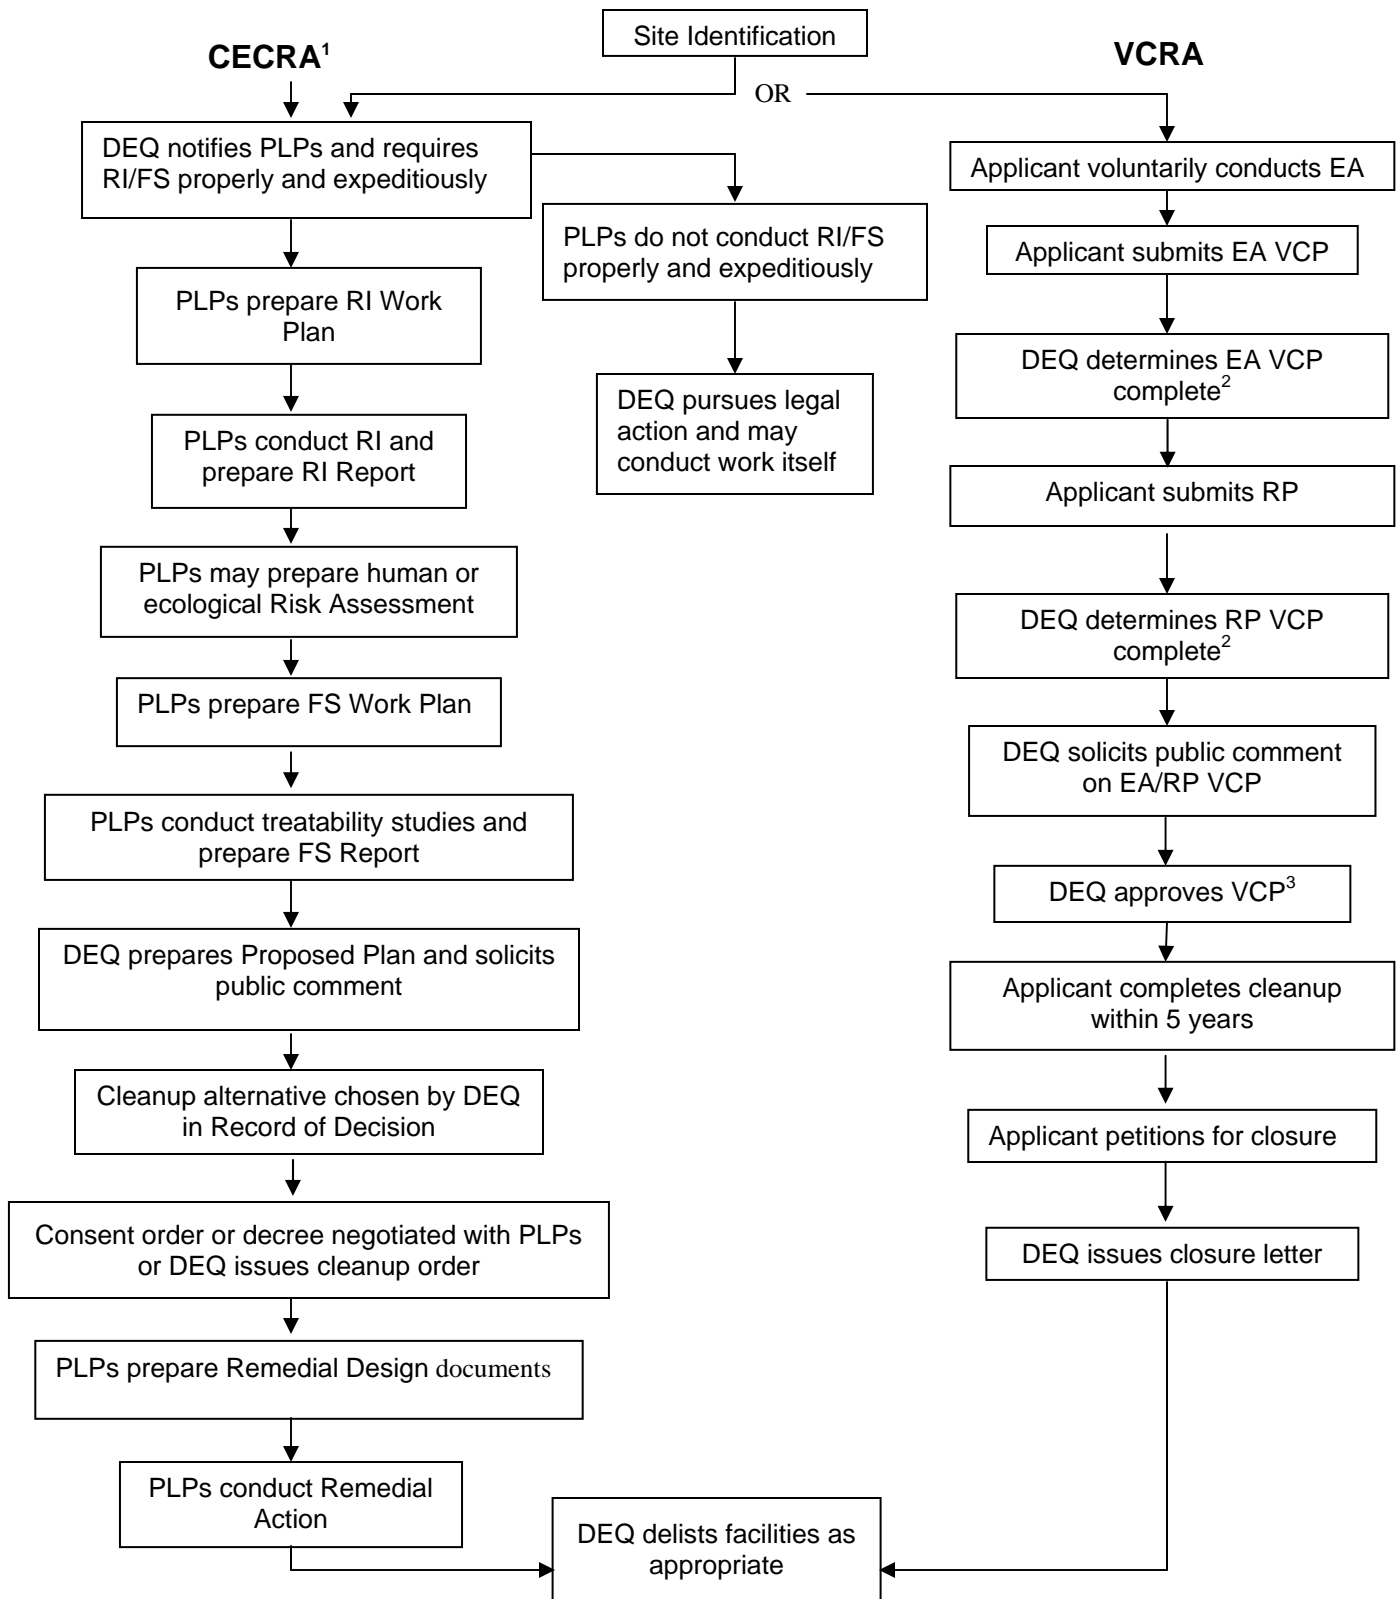 Site Identification
CECRA¹
VCRA
OR
DEQ notifies PLPs and requires
RI/FS properly and expeditiously
PLPs do not conduct RI/FS
properly and expeditiously
DEQ pursues legal
action and may
conduct work itself
PLPs prepare RI Work
Plan
PLPs conduct RI and
prepare RI Report
PLPs may prepare human or
ecological Risk Assessment
PLPs prepare FS Work Plan
PLPs conduct treatability studies and
prepare FS Report
DEQ prepares Proposed Plan and solicits
public comment
Cleanup alternative chosen by DEQ
in Record of Decision
Consent order or decree negotiated with PLPs
or DEQ issues cleanup order
PLPs prepare Remedial Design documents
PLPs conduct Remedial
Action
Applicant voluntarily conducts EA
Applicant submits EA VCP
DEQ determines EA VCP
complete²
Applicant submits RP
DEQ determines RP VCP
complete²
DEQ solicits public comment
on EA/RP VCP
DEQ approves VCP³
Applicant completes cleanup
within 5 years
Applicant petitions for closure
DEQ issues closure letter
DEQ delists facilities as
appropriate